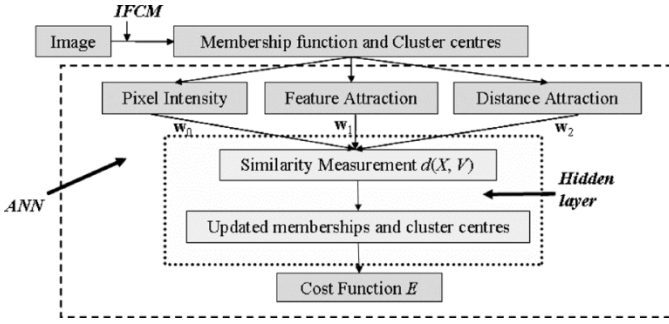 IFCM
Image
Membership function and Cluster centres
Pixel Intensity
Feature Attraction
Distance Attraction
w0
w1
w2
Similarity Measurement d(X, V)
ANN
Hidden
layer
Updated memberships and cluster centres
Cost Function E